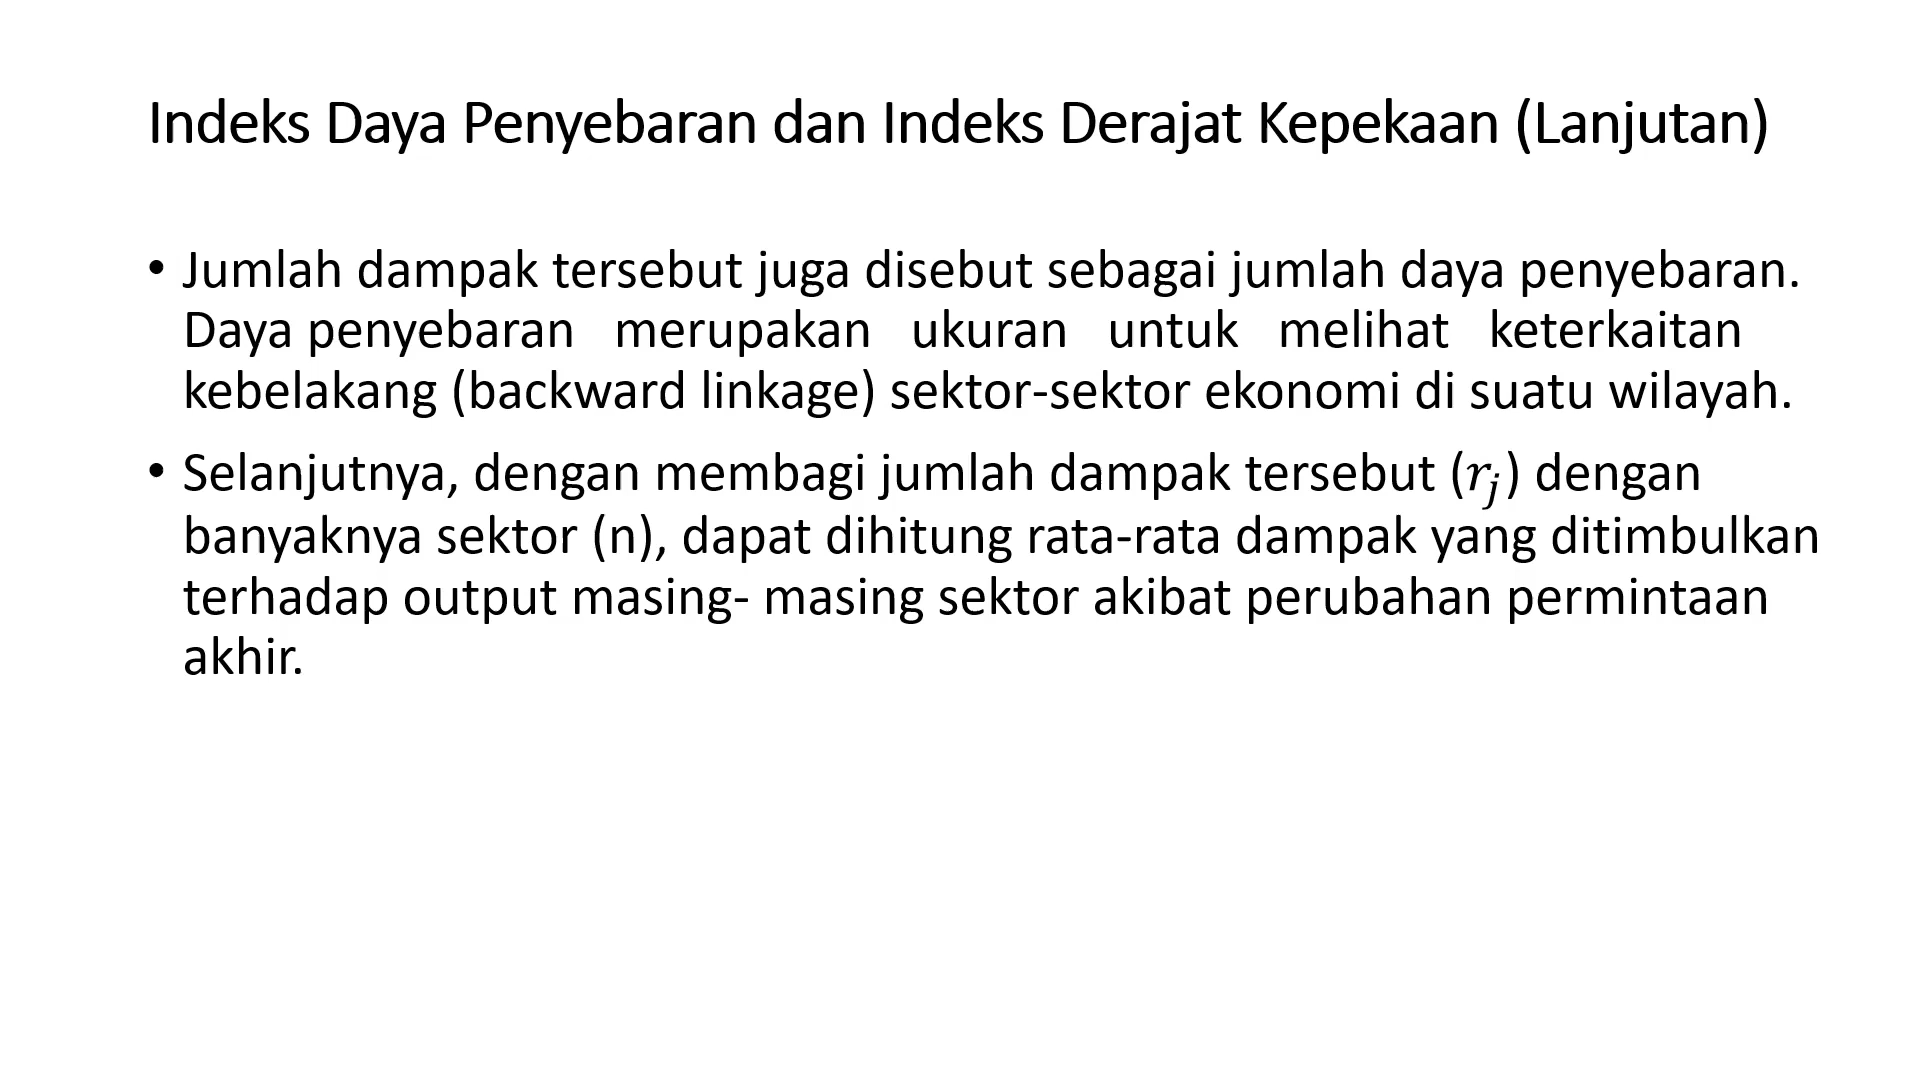 Indeks Daya Penyebaran dan Indeks Derajat Kepekaan (Lanjutan)
• Jumlah dampak tersebut juga disebut sebagai jumlah daya penyebaran.
Daya penyebaran merupakan ukuran untuk melihat keterkaitan
kebelakang (backward linkage) sektor-sektor ekonomi di suatu wilayah.
• Selanjutnya, dengan membagi jumlah dampak tersebut (𝑟𝑗) dengan
banyaknya sektor (n), dapat dihitung rata-rata dampak yang ditimbulkan
terhadap output masing- masing sektor akibat perubahan permintaan
akhir.